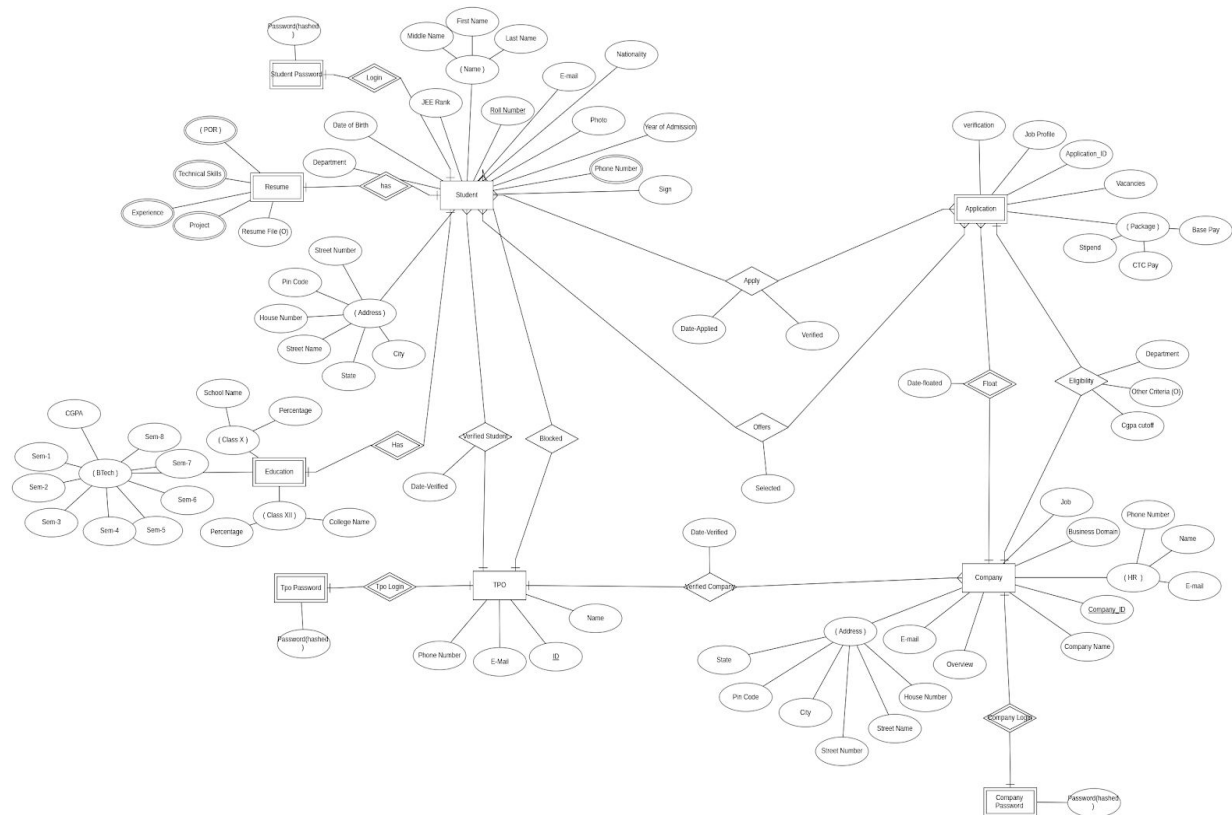 First Name
Password(hashed
)
Middle Name
Last Name
Nationality
( Name )
Student Password
Login
E-mail
JEE Rank
Roll Number
Photo
Date of Birth
Year of Admission
( POR )
Department
Phone Number
Technical Skills
Resume
has
Student
Sign
Experience
Project
Resume File (O)
verification
Job Profile
Application_ID
Vacancies
Application
( Package )
Base Pay
Stipend
CTC Pay
Street Number
Pin Code
House Number
( Address )
Street Name
City
State
Apply
Date-Applied
Verified
Date-floated
Float
Eligibility
Department
Other Criteria (O)
Cgpa cutoff
School Name
Percentage
( Class X )
CGPA
Sem-8
Sem-1
Sem-7
( BTech )
Sem-2
Sem-6
Sem-3
Sem-4
Sem-5
Education
Has
( Class XII )
Percentage
College Name
Verified Student
Blocked
Date-Verified
Offers
Selected
Date-Verified
Job
Phone Number
Business Domain
Name
Tpo Password
Tpo Login
TPO
Verified Company
Company
( HR )
E-mail
Password(hashed
)
Phone Number
E-Mail
ID
Name
Company_ID
( Address )
E-mail
Company Name
State
Overview
Pin Code
House Number
City
Street Name
Street Number
Company Login
Company
Password
Password(hashed
)